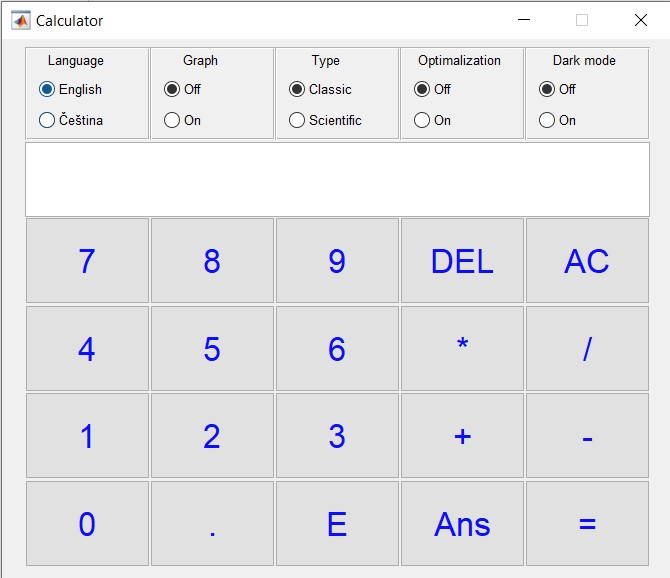 Calculator
Language Graph Type Optimalization Dark mode
English Off Classic Off Off
Čeština On Scientific On On
7 8 9 DEL AC
4 5 6 * /
1 2 3 + -
0 . E Ans =